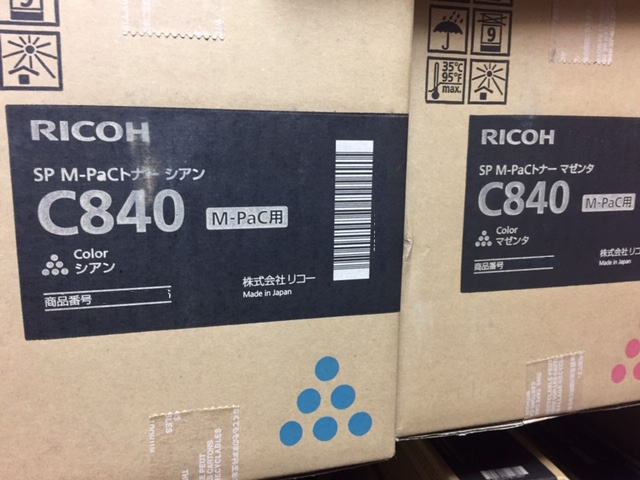 RICOH
SP M-PaCトナー シアン
C840 M-PaC用
Color
シアン
商品番号
株式会社リコー
Made in Japan
9
35℃
95°F
max.
RICOH
SP M-PaCトナー マゼンタ
C840 M-PaC用
Color
マゼンタ
商品番号
株式会社リコ
Made in